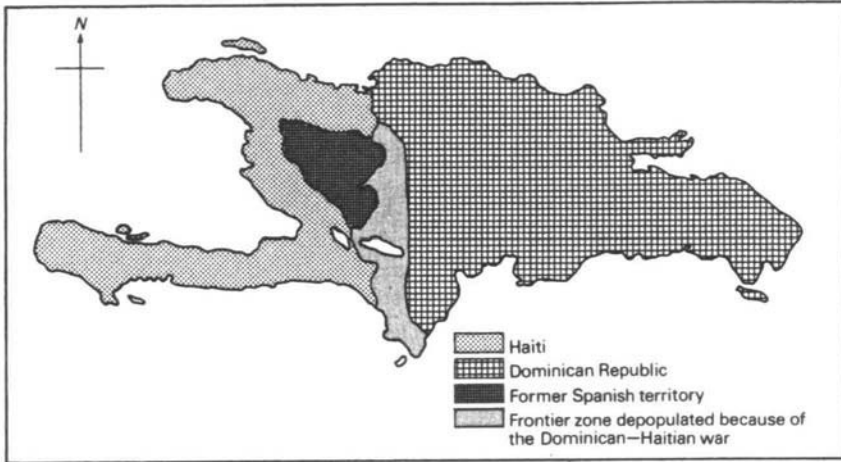 N
Haiti
Dominican Republic
Former Spanish territory
Frontier zone depopulated because of
the Dominican—Haitian war